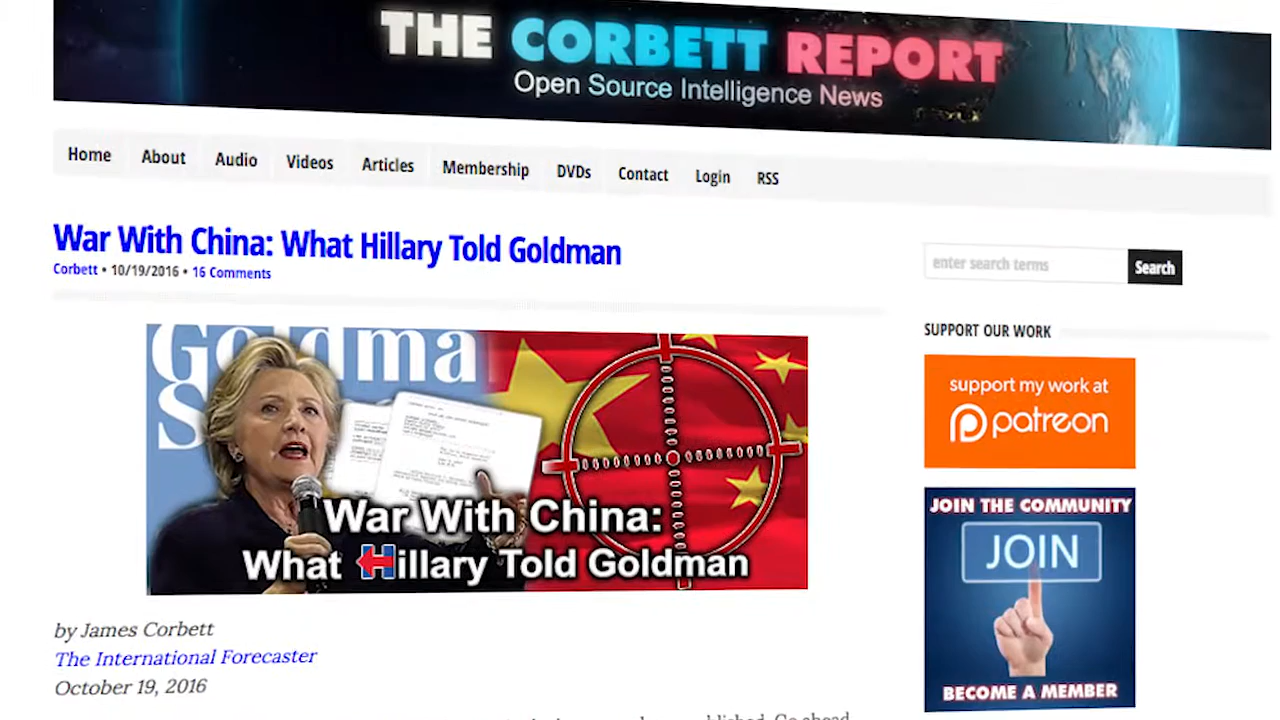 THE CORBETT REPORT
Open Source Intelligence News
Home About Audio Videos Articles Membership DVDs Contact Login RSS
War With China: What Hillary Told Goldman
Corbett • 10/19/2016 • 16 Comments
enter search terms Search
SUPPORT OUR WORK
support my work at
patreon
JOIN THE COMMUNITY
JOIN
BECOME A MEMBER
War With China:
What Hillary Told Goldman
by James Corbett
The International Forecaster
October 19, 2016